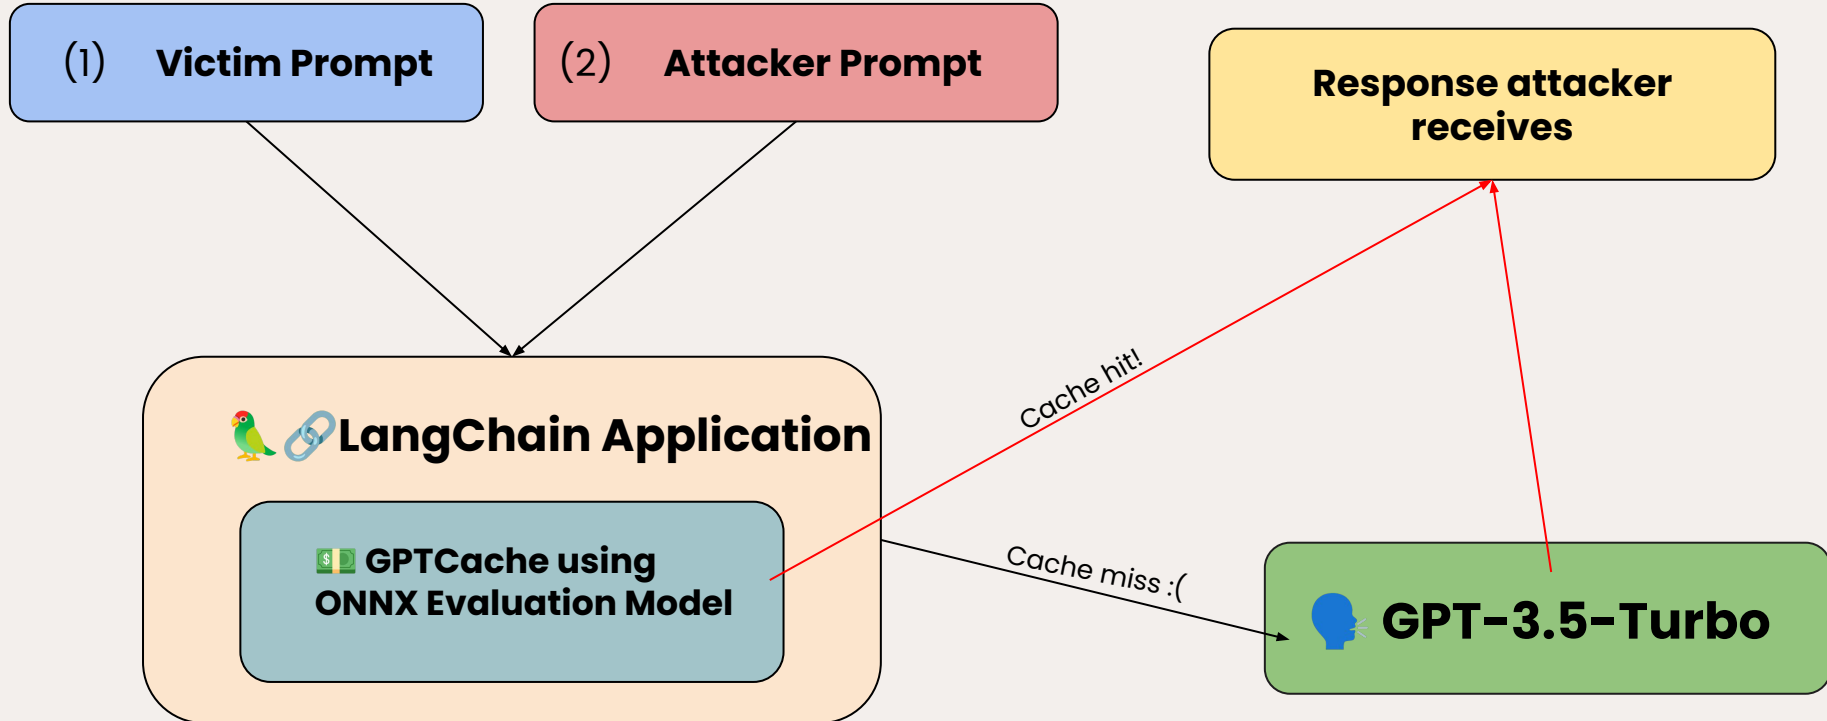 (1) Victim Prompt
(2) Attacker Prompt
Response attacker
receives
Cache hit!
LangChain Application
Cache miss :(
GPTCache using
ONNX Evaluation Model
GPT-3.5-Turbo